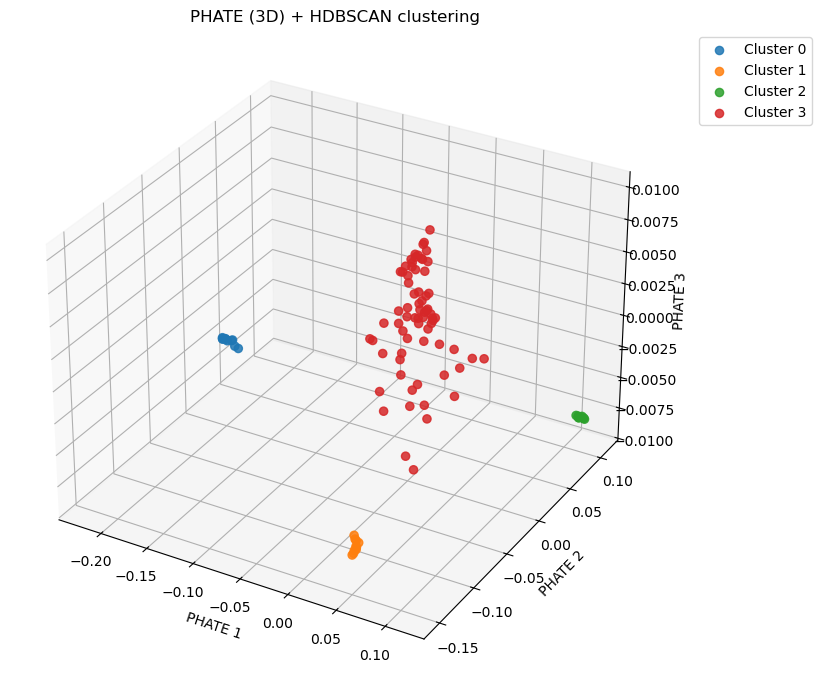 PHATE (3D) + HDBSCAN clustering
Cluster 0
Cluster 1
Cluster 2
Cluster 3
0.0100
0.0075
0.0050
0.0025
0.0000
−0.0025
−0.0050
−0.0075
−0.0100
PHATE 3
0.10
0.05
0.00
−0.05
−0.10
−0.15
PHATE 2
−0.20
−0.15
−0.10
−0.05
0.00
0.05
0.10
PHATE 1